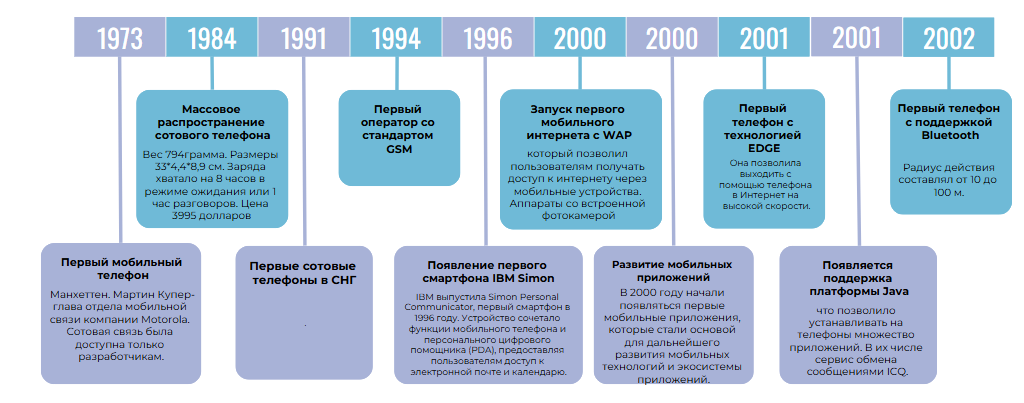 1973
1984
1991
1994
1996
2000
2000
2001
2001
2002
Массовое
распространение
сотового телефона
Вес 794грамма. Размеры
33*4,4*8,9 см. Заряда
хватало на 8 часов в
режиме ожидания или 1
час разговоров. Цена
3995 долларов
Первый
оператор со
стандартом
GSM
Запуск первого
мобильного
интернета с WAP
который позволил
пользователям получать
доступ к интернету через
мобильные устройства.
Аппараты со встроенной
фотокамерой
Первый
телефон с
технологией
EDGE
Она позволила
выходить с
помощью телефона
в Интернет на
высокой скорости.
Первый телефон
с поддержкой
Bluetooth
Радиус действия
составлял от 10 до
100 м.
Первый мобильный
телефон
Манхеттен. Мартин Купер-
глава отдела мобильной
связи компании Motorola.
Сотовая связь была
доступна только
разработчикам.
Первые сотовые
телефоны в СНГ
.
Появление первого
смартфона IBM Simon
IBM выпустила Simon Personal
Communicator, первый смартфон в
1996 году. Устройство сочетало
функции мобильного телефона и
персонального цифрового
помощника (PDA), предоставляя
пользователям доступ к
электронной почте и календарю.
Развитие мобильных
приложений
В 2000 году начали
появляться первые
мобильные приложения,
которые стали основой
для дальнейшего
развития мобильных
технологий и экосистемы
приложений.
Появляется
поддержка
платформы Java
что позволило
устанавливать на
телефоны множество
приложений. В их числе
сервис обмена
сообщениями ICQ.